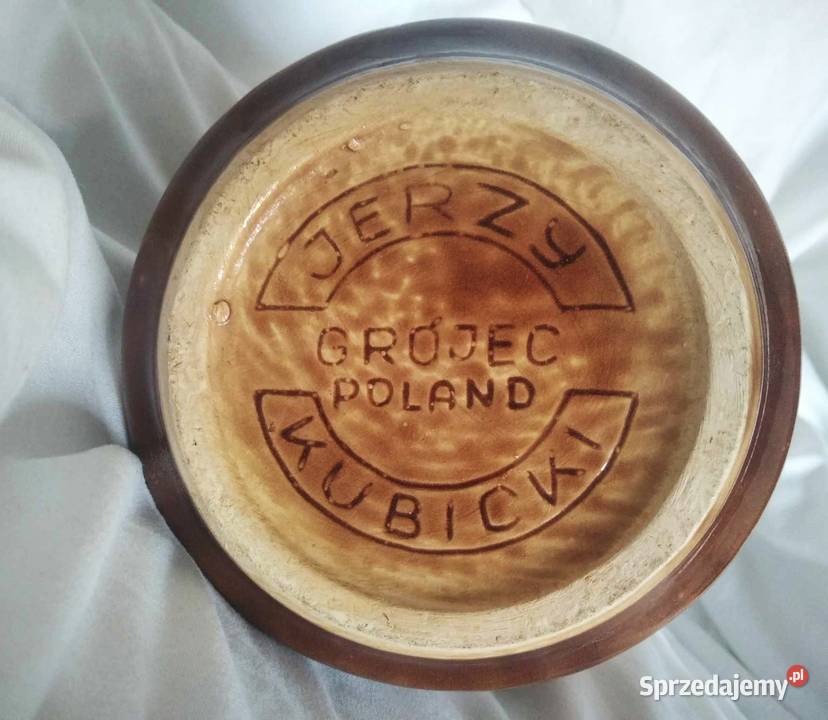 JERZY
GRÓJEC
POLAND
KUBICKI
Sprzedajemy.pl